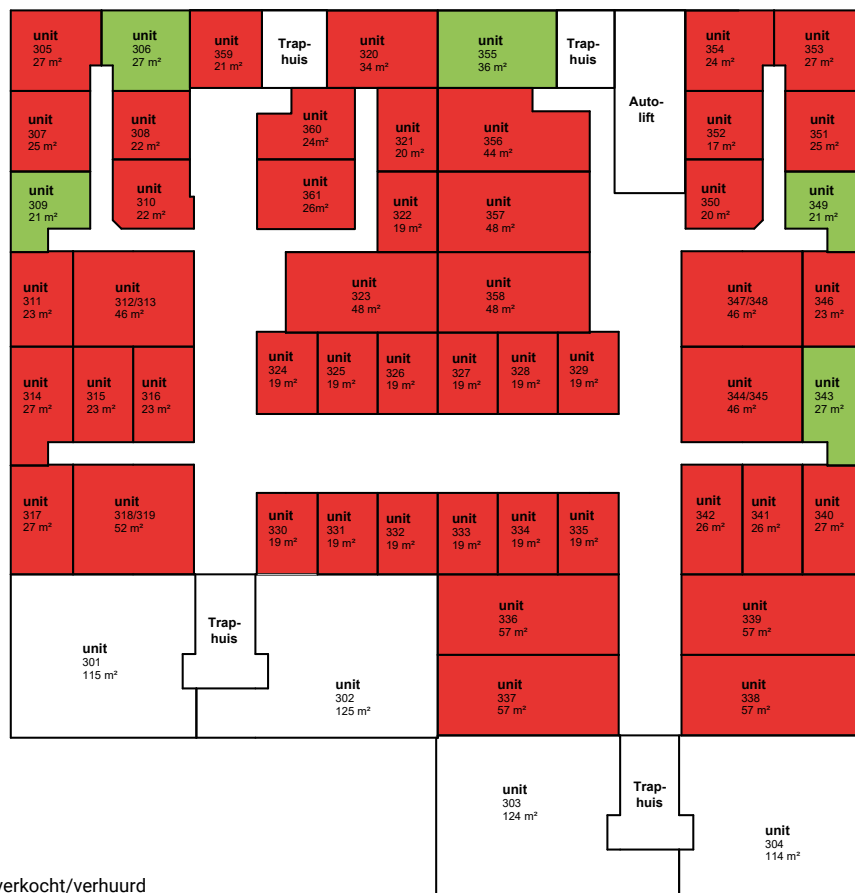 unit
305
27 m²
unit
306
27 m²
unit
359
21 m²
Trap-
huis
unit
320
34 m²
unit
355
36 m²
Trap-
huis
unit
354
24 m²
unit
353
27 m²
Auto-
lift
unit
307
25 m²
unit
308
22 m²
unit
360
24m²
unit
321
20 m²
unit
356
44 m²
unit
352
17 m²
unit
351
25 m²
unit
309
21 m²
unit
310
22 m²
unit
361
26m²
unit
322
19 m²
unit
357
48 m²
unit
350
20 m²
unit
349
21 m²
unit
311
23 m²
unit
312/313
46 m²
unit
323
48 m²
unit
358
48 m²
unit
347/348
46 m²
unit
346
23 m²
unit
314
27 m²
unit
315
23 m²
unit
316
23 m²
unit
324
19 m²
unit
325
19 m²
unit
326
19 m²
unit
327
19 m²
unit
328
19 m²
unit
329
19 m²
unit
344/345
46 m²
unit
343
27 m²
unit
317
27 m²
unit
318/319
52 m²
unit
330
19 m²
unit
331
19 m²
unit
332
19 m²
unit
333
19 m²
unit
334
19 m²
unit
335
19 m²
unit
342
26 m²
unit
341
26 m²
unit
340
27 m²
unit
301
115 m²
Trap-
huis
unit
302
125 m²
unit
336
57 m²
unit
339
57 m²
unit
337
57 m²
unit
338
57 m²
unit
303
124 m²
Trap-
huis
unit
304
114 m²
verkocht/verhuurd